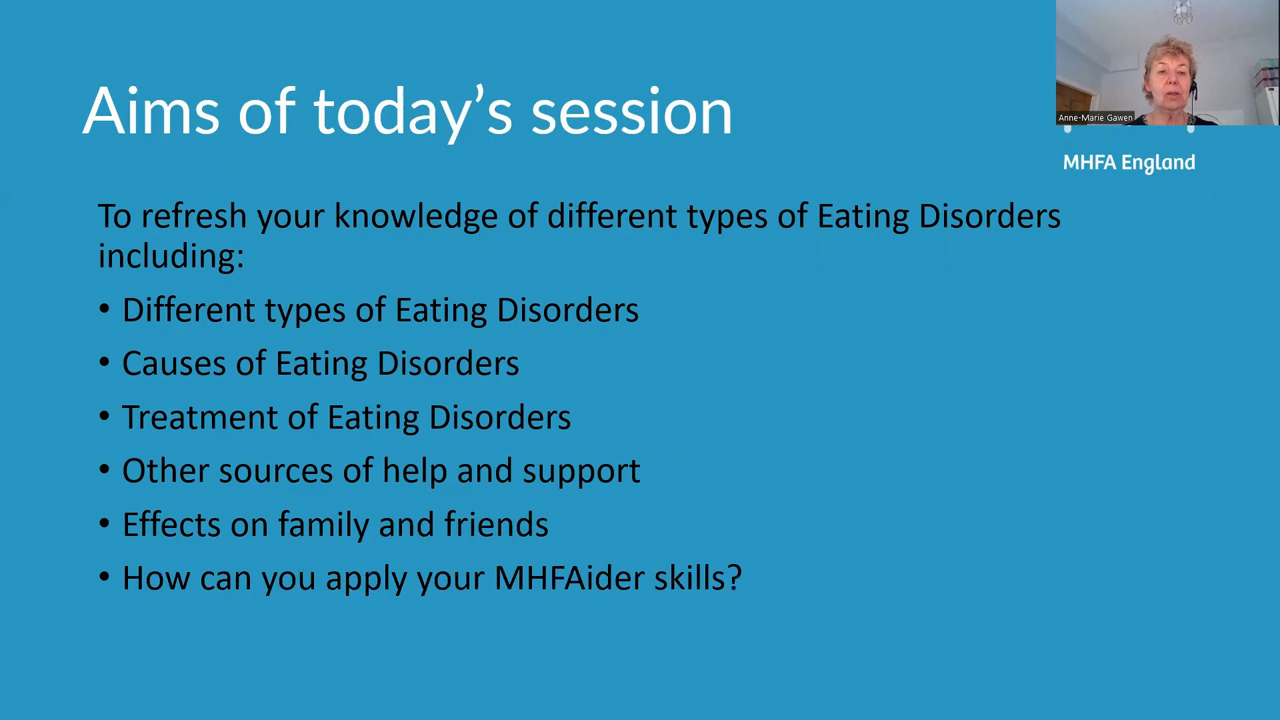 Aims of today's session
Anne-Marie Gawen
MHFA England
To refresh your knowledge of different types of Eating Disorders
including:
• Different types of Eating Disorders
• Causes of Eating Disorders
• Treatment of Eating Disorders
• Other sources of help and support
• Effects on family and friends
• How can you apply your MHFAider skills?